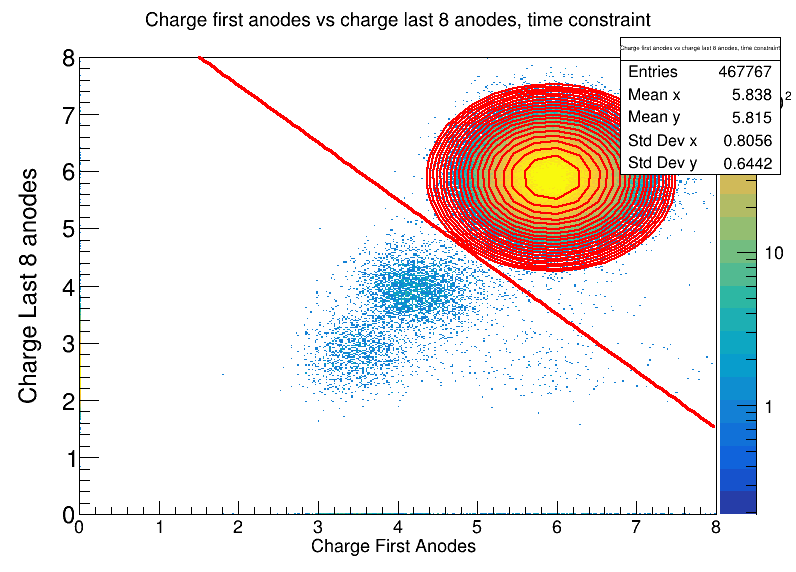 Charge first anodes vs charge last 8 anodes, time constraint
Charge first anodes vs charge last 8 anodes, time constraint
Entries 467767
Mean x 5.838
Mean y 5.815
Std Dev x 0.8056
Std Dev y 0.6442
8
7
6
5
4
3
2
1
0
Charge Last 8 anodes
0 1 2 3 4 5 6 7 8
Charge First Anodes
10
1